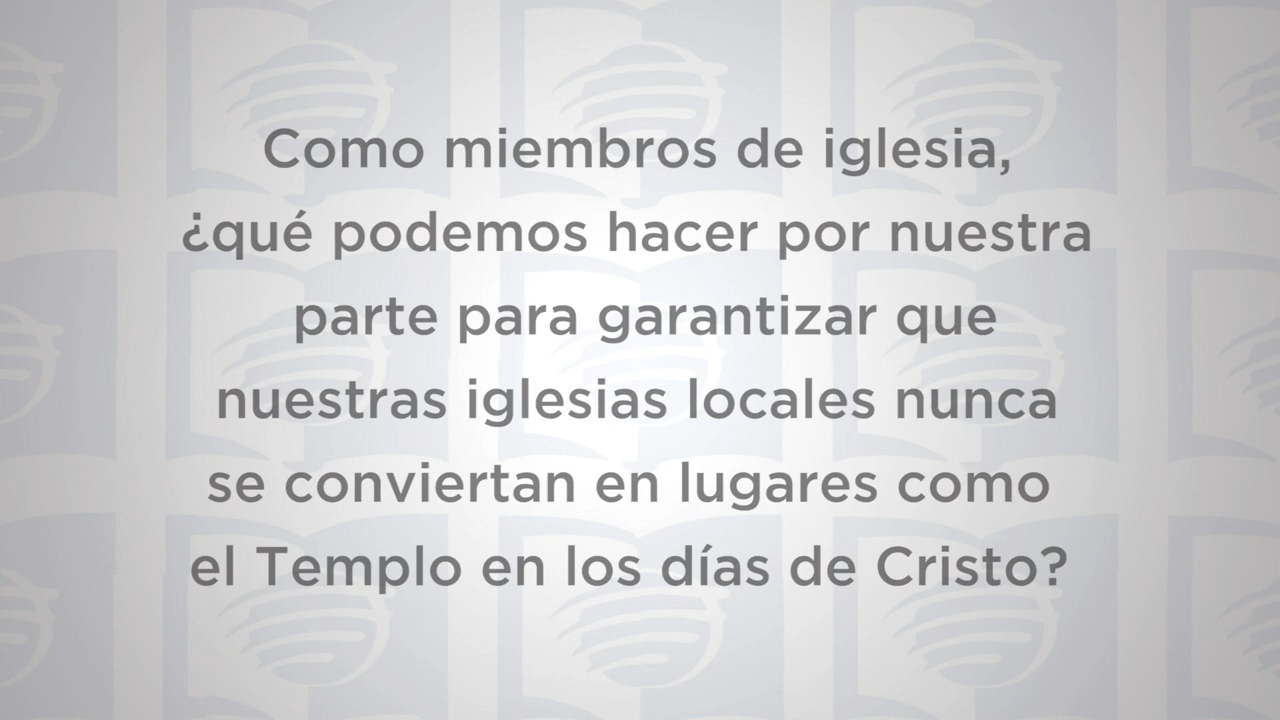 Como miembros de iglesia,
¿qué podemos hacer por nuestra
parte para garantizar que
nuestras iglesias locales nunca
se conviertan en lugares como
el Templo en los días de Cristo?